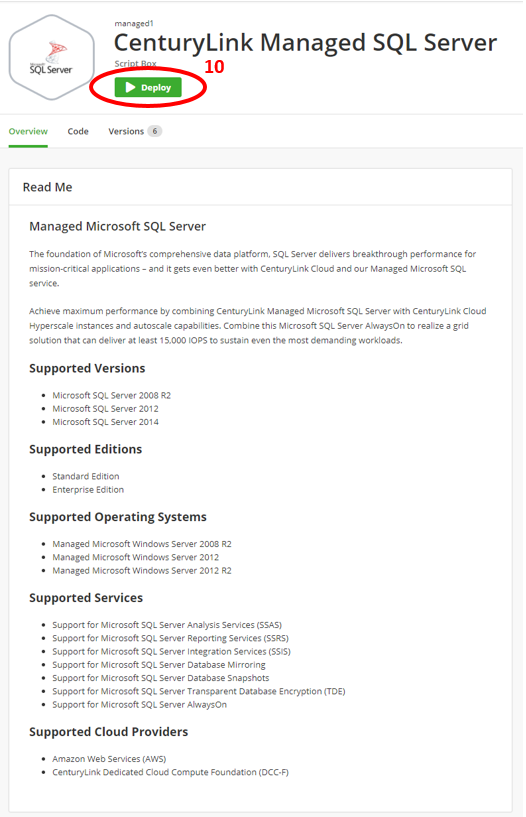 managed1
CenturyLink Managed SQL Server
Microsoft
SQL Server
Script Box
10
Deploy
Overview Code Versions 6
Read Me
Managed Microsoft SQL Server
The foundation of Microsoft's comprehensive data platform, SQL Server delivers breakthrough performance for
mission-critical applications – and it gets even better with CenturyLink Cloud and our Managed Microsoft SQL
service.
Achieve maximum performance by combining CenturyLink Managed Microsoft SQL Server with CenturyLink Cloud
Hyperscale instances and autoscale capabilities. Combine this Microsoft SQL Server AlwaysOn to realize a grid
solution that can deliver at least 15,000 IOPS to sustain even the most demanding workloads.
Supported Versions
• Microsoft SQL Server 2008 R2
• Microsoft SQL Server 2012
• Microsoft SQL Server 2014
Supported Editions
• Standard Edition
• Enterprise Edition
Supported Operating Systems
• Managed Microsoft Windows Server 2008 R2
• Managed Microsoft Windows Server 2012
• Managed Microsoft Windows Server 2012 R2
Supported Services
• Support for Microsoft SQL Server Analysis Services (SSAS)
• Support for Microsoft SQL Server Reporting Services (SSRS)
• Support for Microsoft SQL Server Integration Services (SSIS)
• Support for Microsoft SQL Server Database Mirroring
• Support for Microsoft SQL Server Database Snapshots
• Support for Microsoft SQL Server Transparent Database Encryption (TDE)
• Support for Microsoft SQL Server AlwaysOn
Supported Cloud Providers
• Amazon Web Services (AWS)
• CenturyLink Dedicated Cloud Compute Foundation (DCC-F)